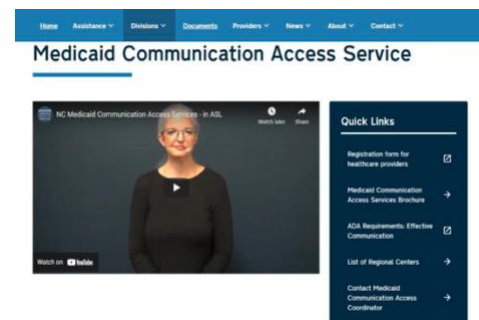 Home Assistance Divisions Documents Providers News About Contact
Medicaid Communication Access Service
NC Medicaid Communication Access Services - in ASL
Watch later Share
Watch on YouTube
Quick Links
Registration form for
healthcare providers
Medicaid Communication
Access Services Brochure
ADA Requirements: Effective
Communication
List of Regional Centers
Contact Medicaid
Communication Access
Coordinator